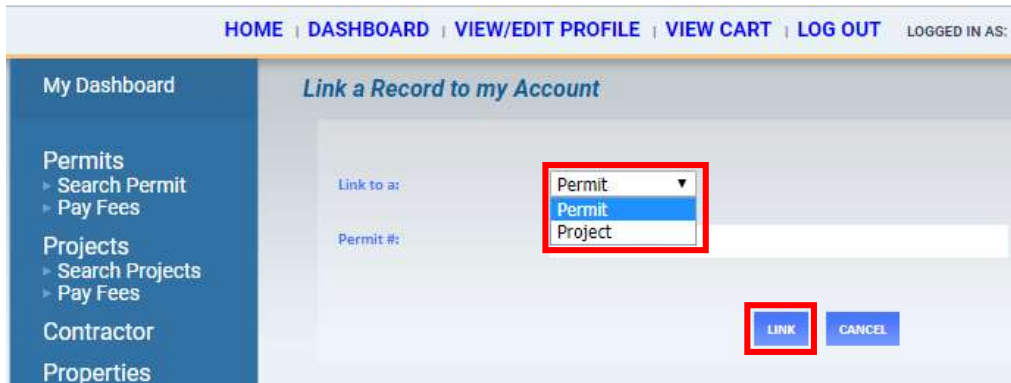 HOME | DASHBOARD | VIEW/EDIT PROFILE | VIEW CART | LOG OUT LOGGED IN AS:
My Dashboard
Permits
Search Permit
Pay Fees
Projects
Search Projects
Pay Fees
Contractor
Properties
Link a Record to my Account
Link to a: Permit
Permit
Project
Permit #:
LINK CANCEL